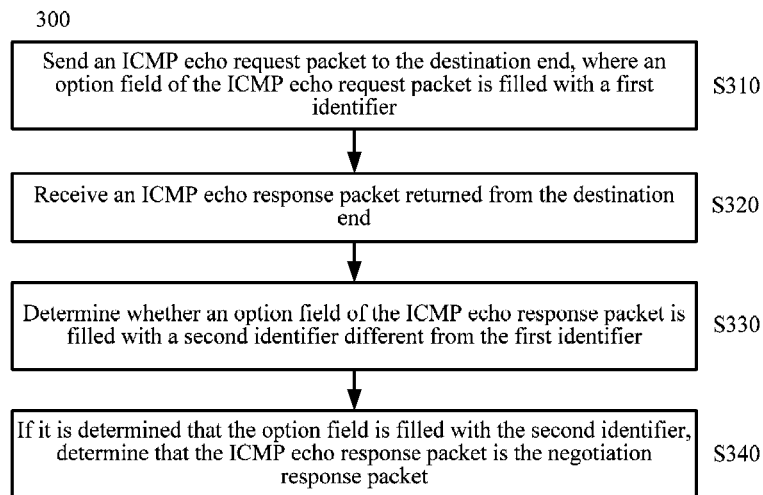 300
Send an ICMP echo request packet to the destination end, where an
option field of the ICMP echo request packet is filled with a first
identifier
S310
Receive an ICMP echo response packet returned from the destination
end
S320
Determine whether an option field of the ICMP echo response packet is
filled with a second identifier different from the first identifier
S330
If it is determined that the option field is filled with the second identifier,
determine that the ICMP echo response packet is the negotiation
response packet
S340